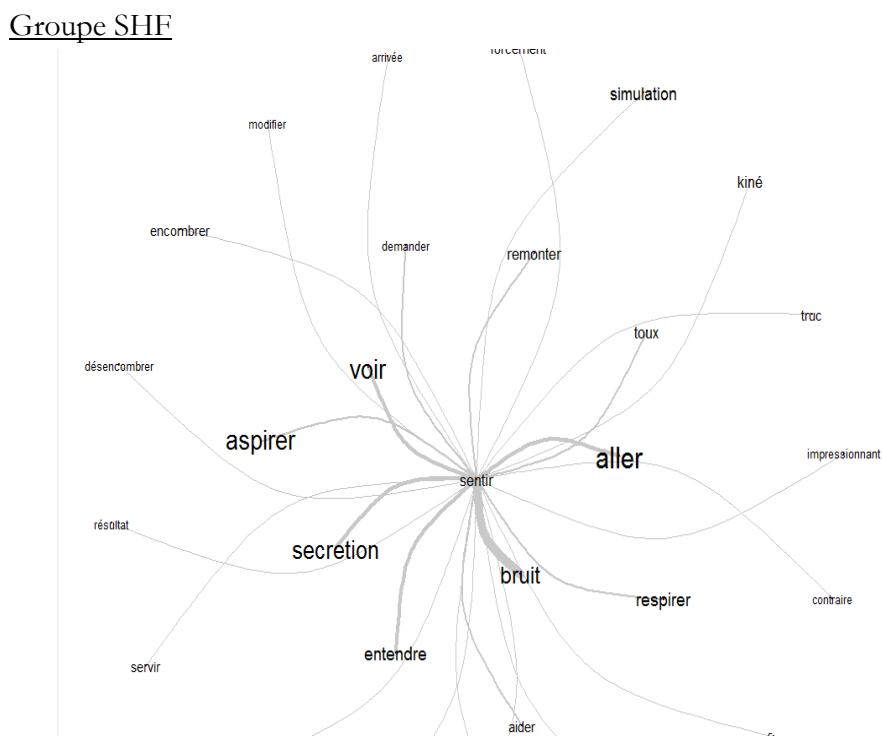 Groupe SHF
forcement
arrivée
simulation
modifier
kiné
encombrer
demander
remonter
truc
toux
désencombrer
voir
aspirer
aller
impressionnant
sentir
résultat
secretion
bruit
respirer
contraire
entendre
servir
aider